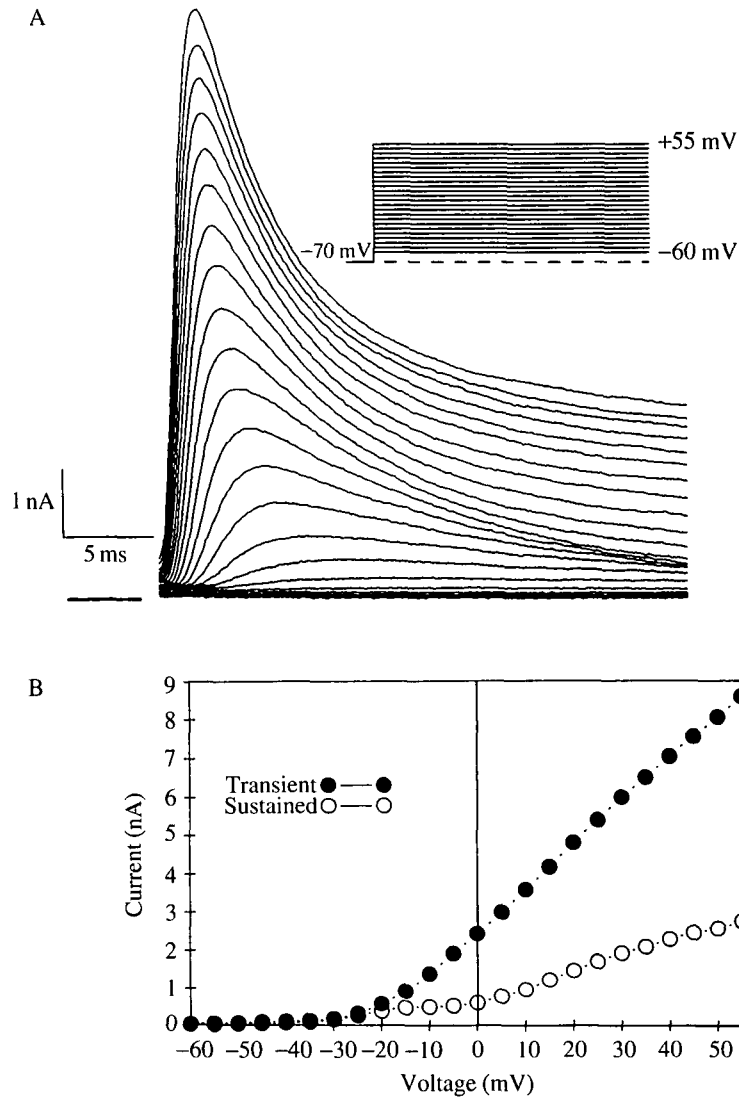 A
+55 mV
−70 mV
−60 mV
1 nA
5 ms
B
9
8
7
6
5
4
3
2
1
0
Current (nA)
Transient
Sustained
−60 −50 −40 −30 −20 −10 0 10 20 30 40 50
Voltage (mV)